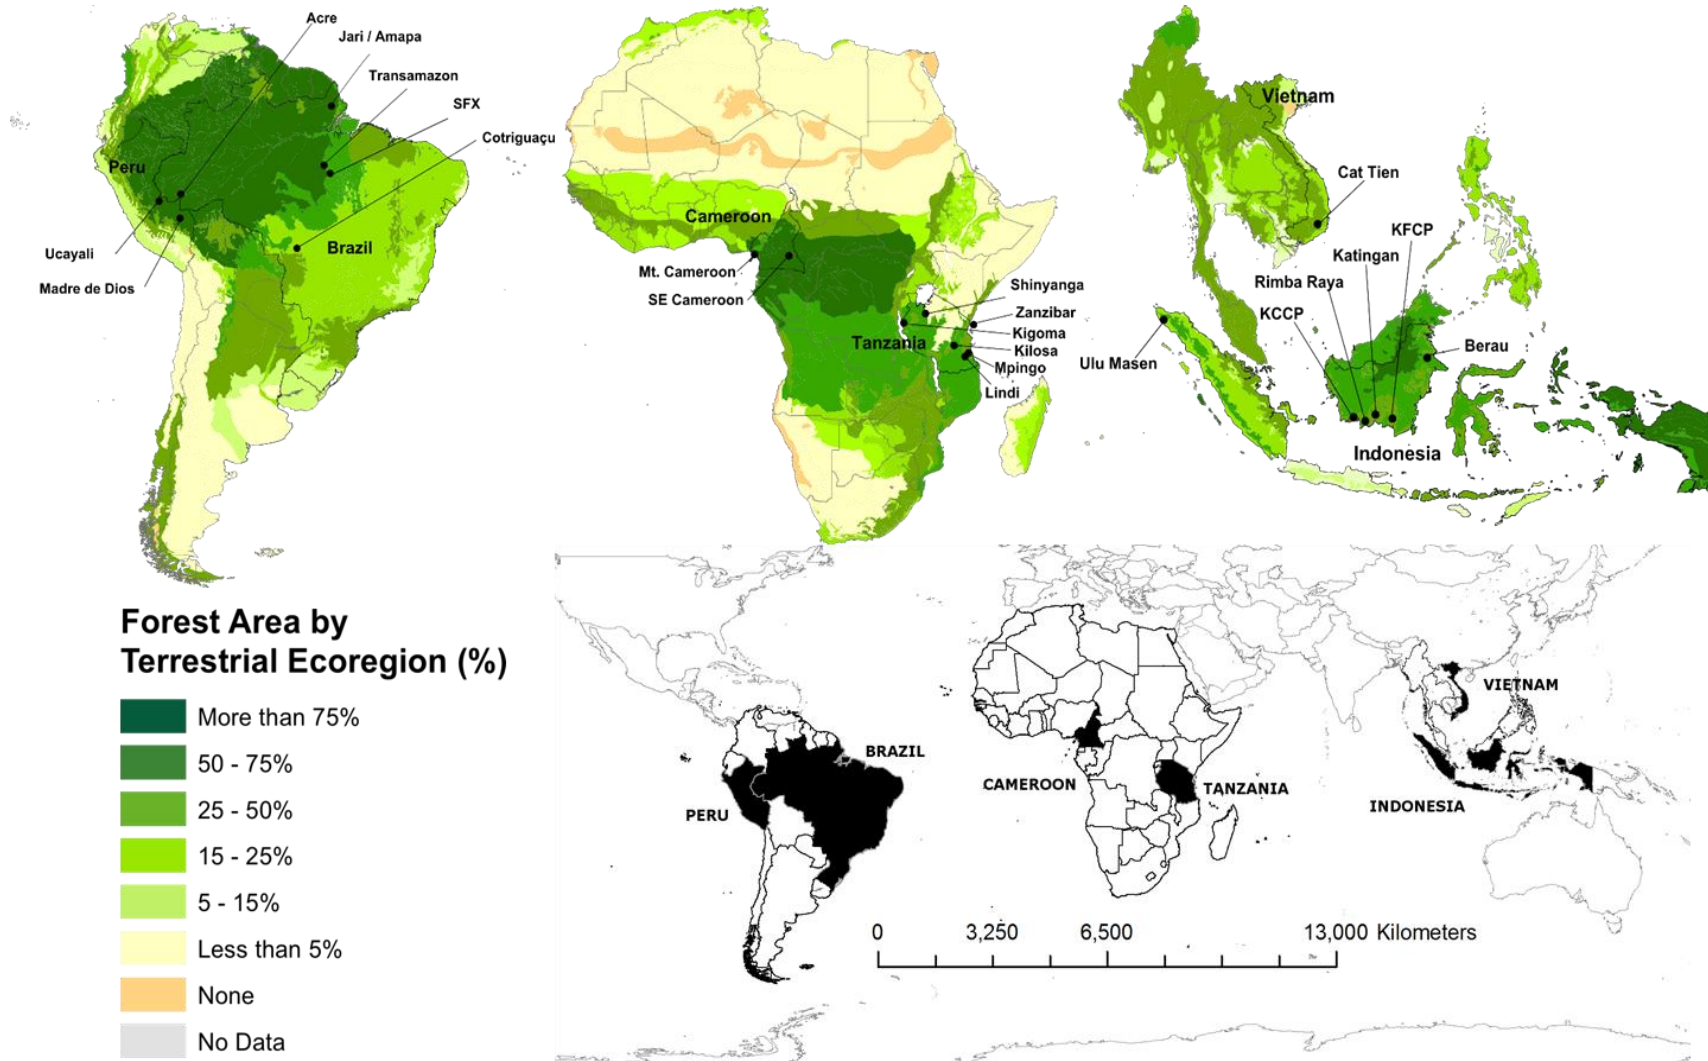 Acre
Jari / Amapa
Transamazon
SFX
Cotriguaçu
Peru
Brazil
Ucayali
Madre de Dios
Cameroon
Mt. Cameroon
SE Cameroon
Shinyanga
Zanzibar
Kigoma
Tanzania
Kilosa
Mpingo
Lindi
Vietnam
Cat Tien
KFCP
Katingan
Rimba Raya
KCCP
Ulu Masen
Berau
Indonesia
Forest Area by
Terrestrial Ecoregion (%)
More than 75%
50 - 75%
25 - 50%
15 - 25%
5 - 15%
Less than 5%
None
No Data
BRAZIL
PERU
CAMEROON
TANZANIA
VIETNAM
INDONESIA
0 3,250 6,500 13,000 Kilometers